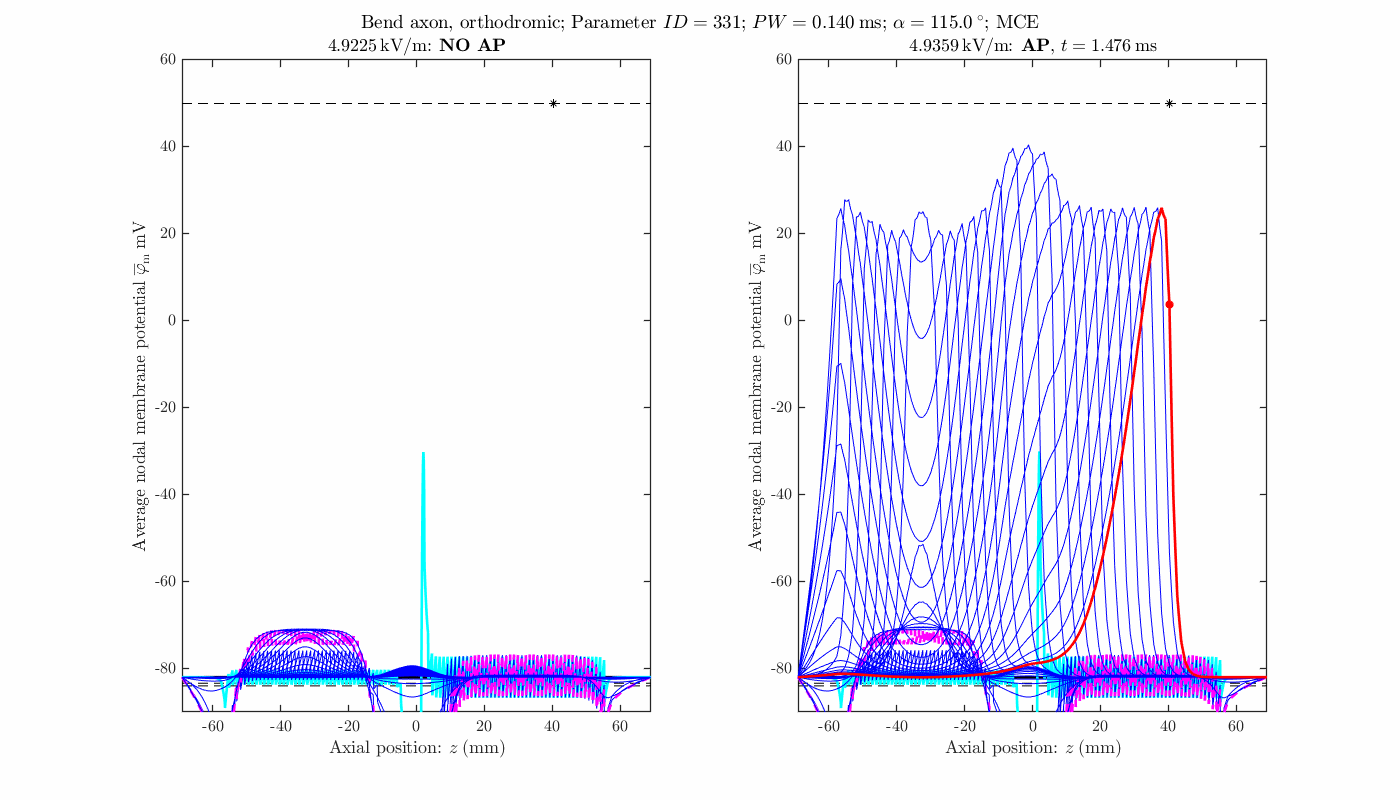 Bend axon, orthodromic; Parameter ID = 331; PW = 0.140 ms; α = 115.0 °; MCE
4.9225 kV/m: NO AP
60
40
20
0
-20
-40
-60
-80
Average nodal membrane potential φ̅m mV
-60 -40 -20 0 20 40 60
Axial position: z (mm)
4.9359 kV/m: AP, t = 1.476 ms
60
40
20
0
-20
-40
-60
-80
Average nodal membrane potential φ̅m mV
-60 -40 -20 0 20 40 60
Axial position: z (mm)